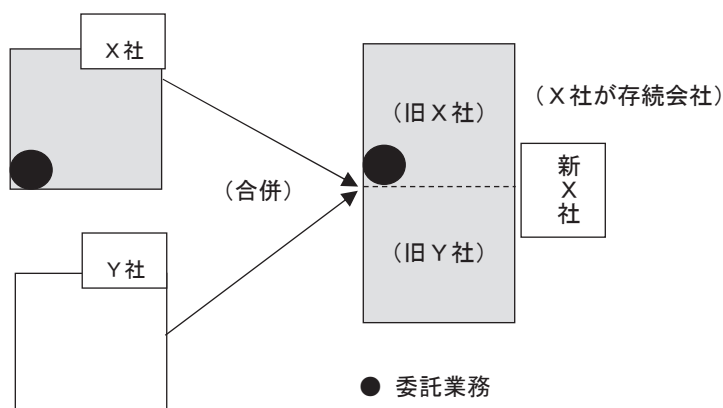 X社
(旧X社)
(X社が存続会社)
(合併)
新X社
Y社
(旧Y社)
● 委託業務